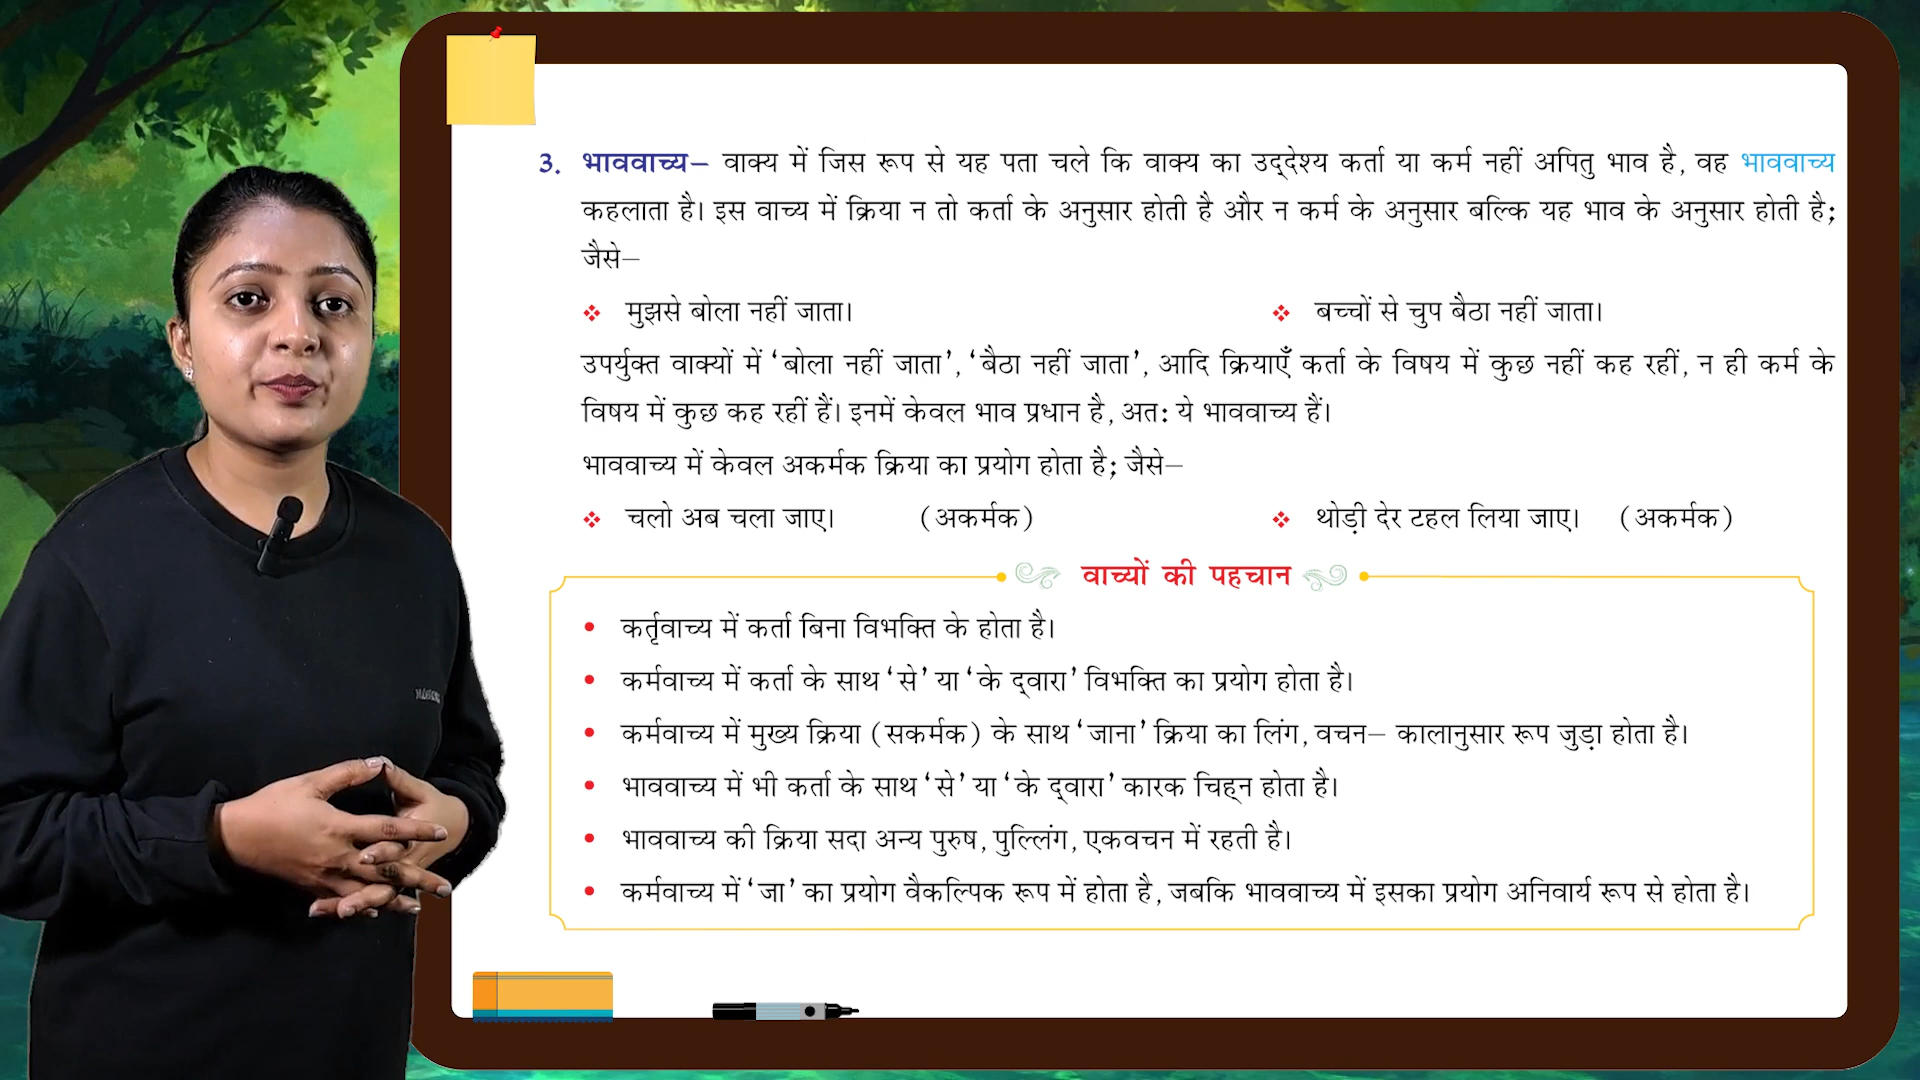 3. भाववाच्य– वाक्य में जिस रूप से यह पता चले कि वाक्य का उद्देश्य कर्ता या कर्म नहीं अपितु भाव है, वह भाववाच्य
कहलाता है। इस वाच्य में क्रिया न तो कर्ता के अनुसार होती है और न कर्म के अनुसार बल्कि यह भाव के अनुसार होती है;
जैसे–
❖ मुझसे बोला नहीं जाता। ❖ बच्चों से चुप बैठा नहीं जाता।
उपर्युक्त वाक्यों में ‘बोला नहीं जाता’, ‘बैठा नहीं जाता’, आदि क्रियाएँ कर्ता के विषय में कुछ नहीं कह रहीं, न ही कर्म के
विषय में कुछ कह रहीं हैं। इनमें केवल भाव प्रधान है, अतः ये भाववाच्य हैं।
भाववाच्य में केवल अकर्मक क्रिया का प्रयोग होता है; जैसे–
❖ चलो अब चला जाए। (अकर्मक) ❖ थोड़ी देर टहल लिया जाए। (अकर्मक)
वाच्यों की पहचान
• कर्तृवाच्य में कर्ता बिना विभक्ति के होता है।
• कर्मवाच्य में कर्ता के साथ ‘से’ या ‘के द्वारा’ विभक्ति का प्रयोग होता है।
• कर्मवाच्य में मुख्य क्रिया (सकर्मक) के साथ ‘जाना’ क्रिया का लिंग, वचन– कालानुसार रूप जुड़ा होता है।
• भाववाच्य में भी कर्ता के साथ ‘से’ या ‘के द्वारा’ कारक चिह्न होता है।
• भाववाच्य की क्रिया सदा अन्य पुरुष, पुल्लिंग, एकवचन में रहती है।
• कर्मवाच्य में ‘जा’ का प्रयोग वैकल्पिक रूप में होता है, जबकि भाववाच्य में इसका प्रयोग अनिवार्य रूप से होता है।